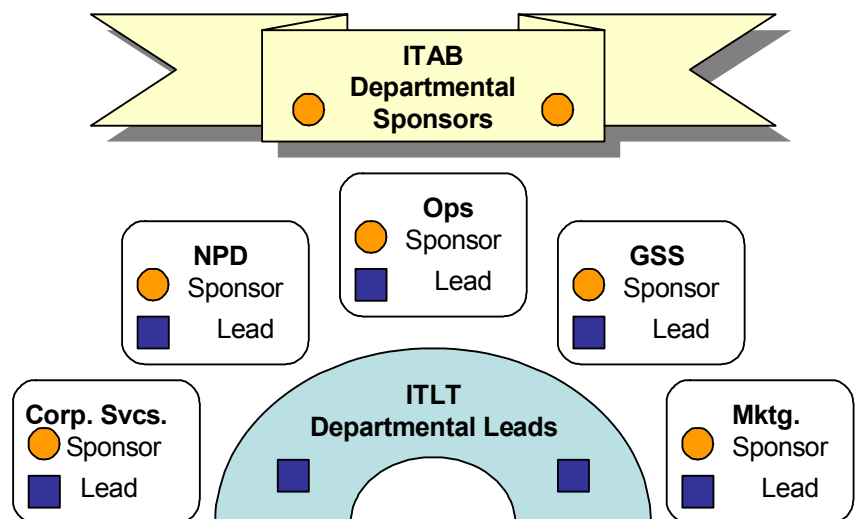 ITAB
Departmental
Sponsors
Ops
Sponsor
Lead
NPD
Sponsor
Lead
GSS
Sponsor
Lead
Corp. Svcs.
Sponsor
Lead
ITLT
Departmental Leads
Mktg.
Sponsor
Lead